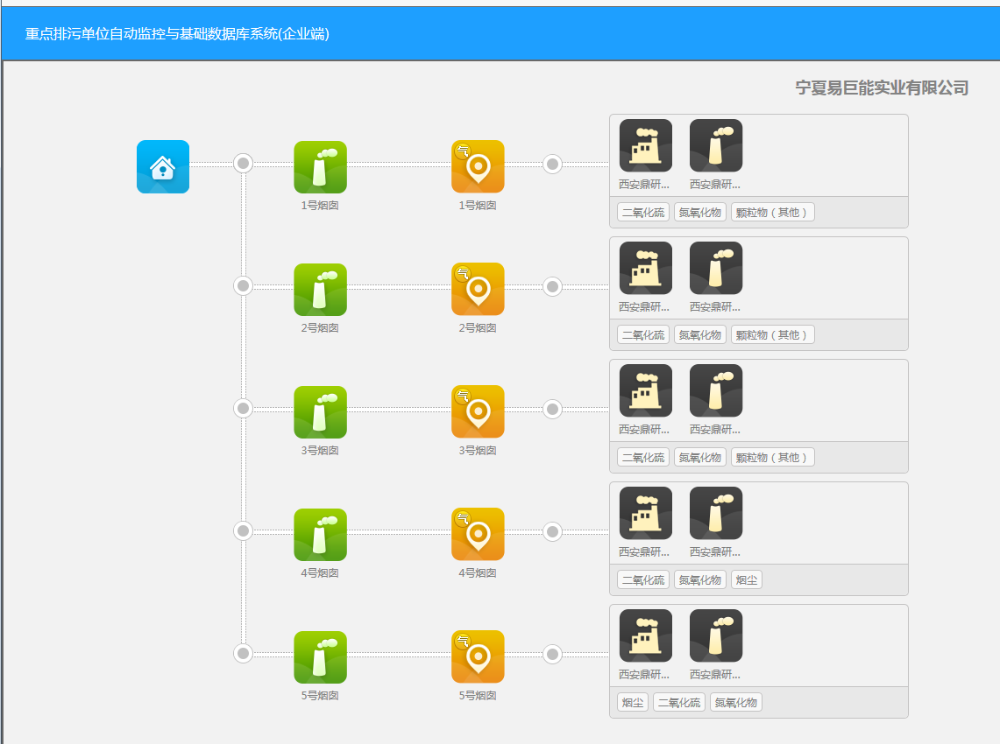 重点排污单位自动监控与基础数据库系统(企业端)
宁夏易巨能实业有限公司
气
西安鼎研... 西安鼎研...
1号烟囱 1号烟囱
二氧化硫 氮氧化物 颗粒物（其他）
气
西安鼎研... 西安鼎研...
2号烟囱 2号烟囱
二氧化硫 氮氧化物 颗粒物（其他）
气
西安鼎研... 西安鼎研...
3号烟囱 3号烟囱
二氧化硫 氮氧化物 颗粒物（其他）
气
西安鼎研... 西安鼎研...
4号烟囱 4号烟囱
二氧化硫 氮氧化物 烟尘
气
西安鼎研... 西安鼎研...
5号烟囱 5号烟囱
烟尘 二氧化硫 氮氧化物